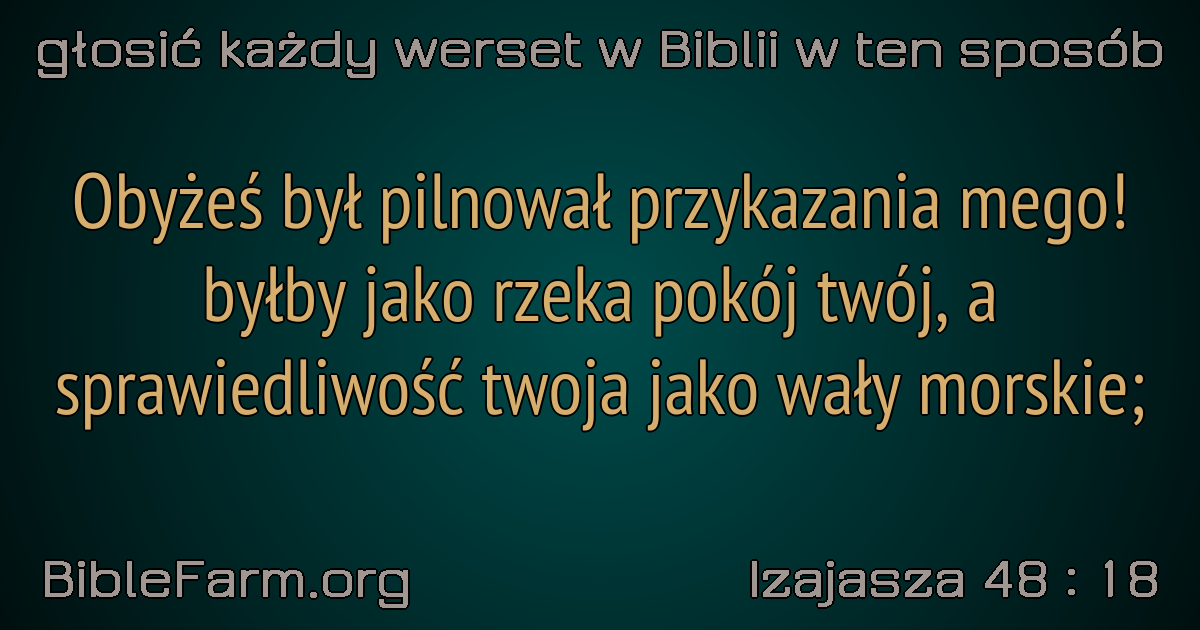 głosić każdy werset w Biblii w ten sposób
Obyżeś był pilnował przykazania mego!
byłby jako rzeka pokój twój, a
sprawiedliwość twoja jako wały morskie;
BibleFarm.org
Izajasza 48 : 18